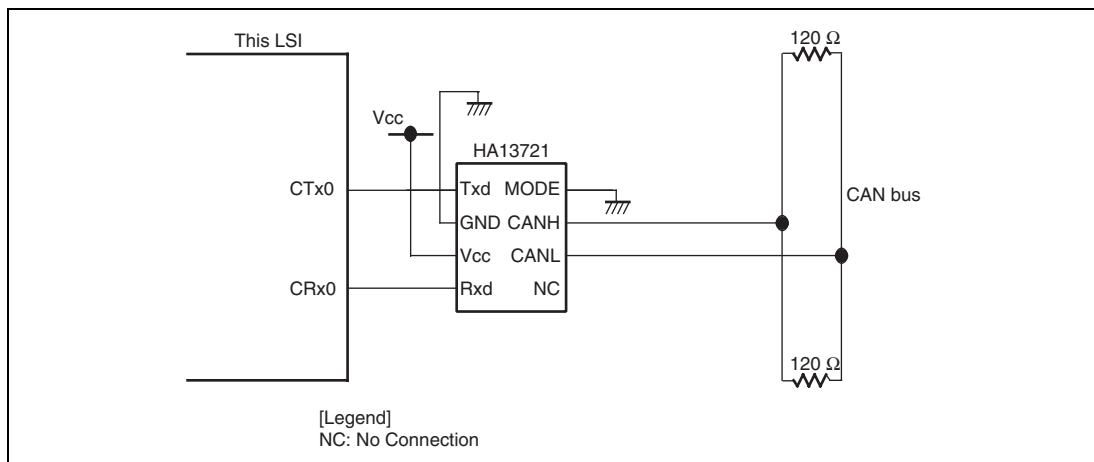 This LSI
120 Ω
Vcc
HA13721
CTx0
Txd MODE
CAN bus
GND CANH
Vcc CANL
CRx0
Rxd NC
120 Ω
[Legend]
NC: No Connection